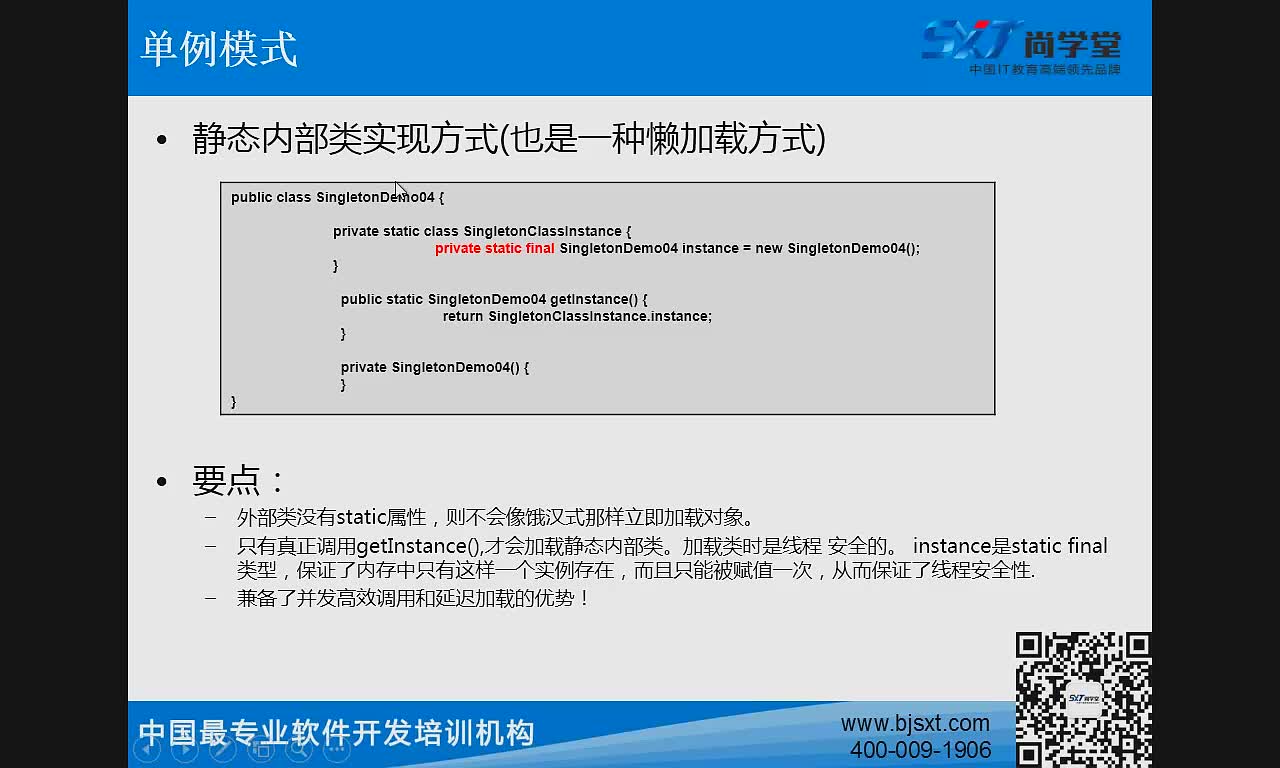 单例模式
SXT 尚学堂
中国IT教育高端领先品牌
• 静态内部类实现方式(也是一种懒加载方式)
public class SingletonDemo04 {
private static class SingletonClassInstance {
private static final SingletonDemo04 instance = new SingletonDemo04();
}
public static SingletonDemo04 getInstance() {
return SingletonClassInstance.instance;
}
private SingletonDemo04() {
}
}
• 要点：
– 外部类没有static属性，则不会像饿汉式那样立即加载对象。
– 只有真正调用getInstance(),才会加载静态内部类。加载类时是线程 安全的。 instance是static final
类型，保证了内存中只有这样一个实例存在，而且只能被赋值一次，从而保证了线程安全性.
– 兼备了并发高效调用和延迟加载的优势！
中国最专业软件开发培训机构
www.bjsxt.com
400-009-1906
SXT 尚学堂